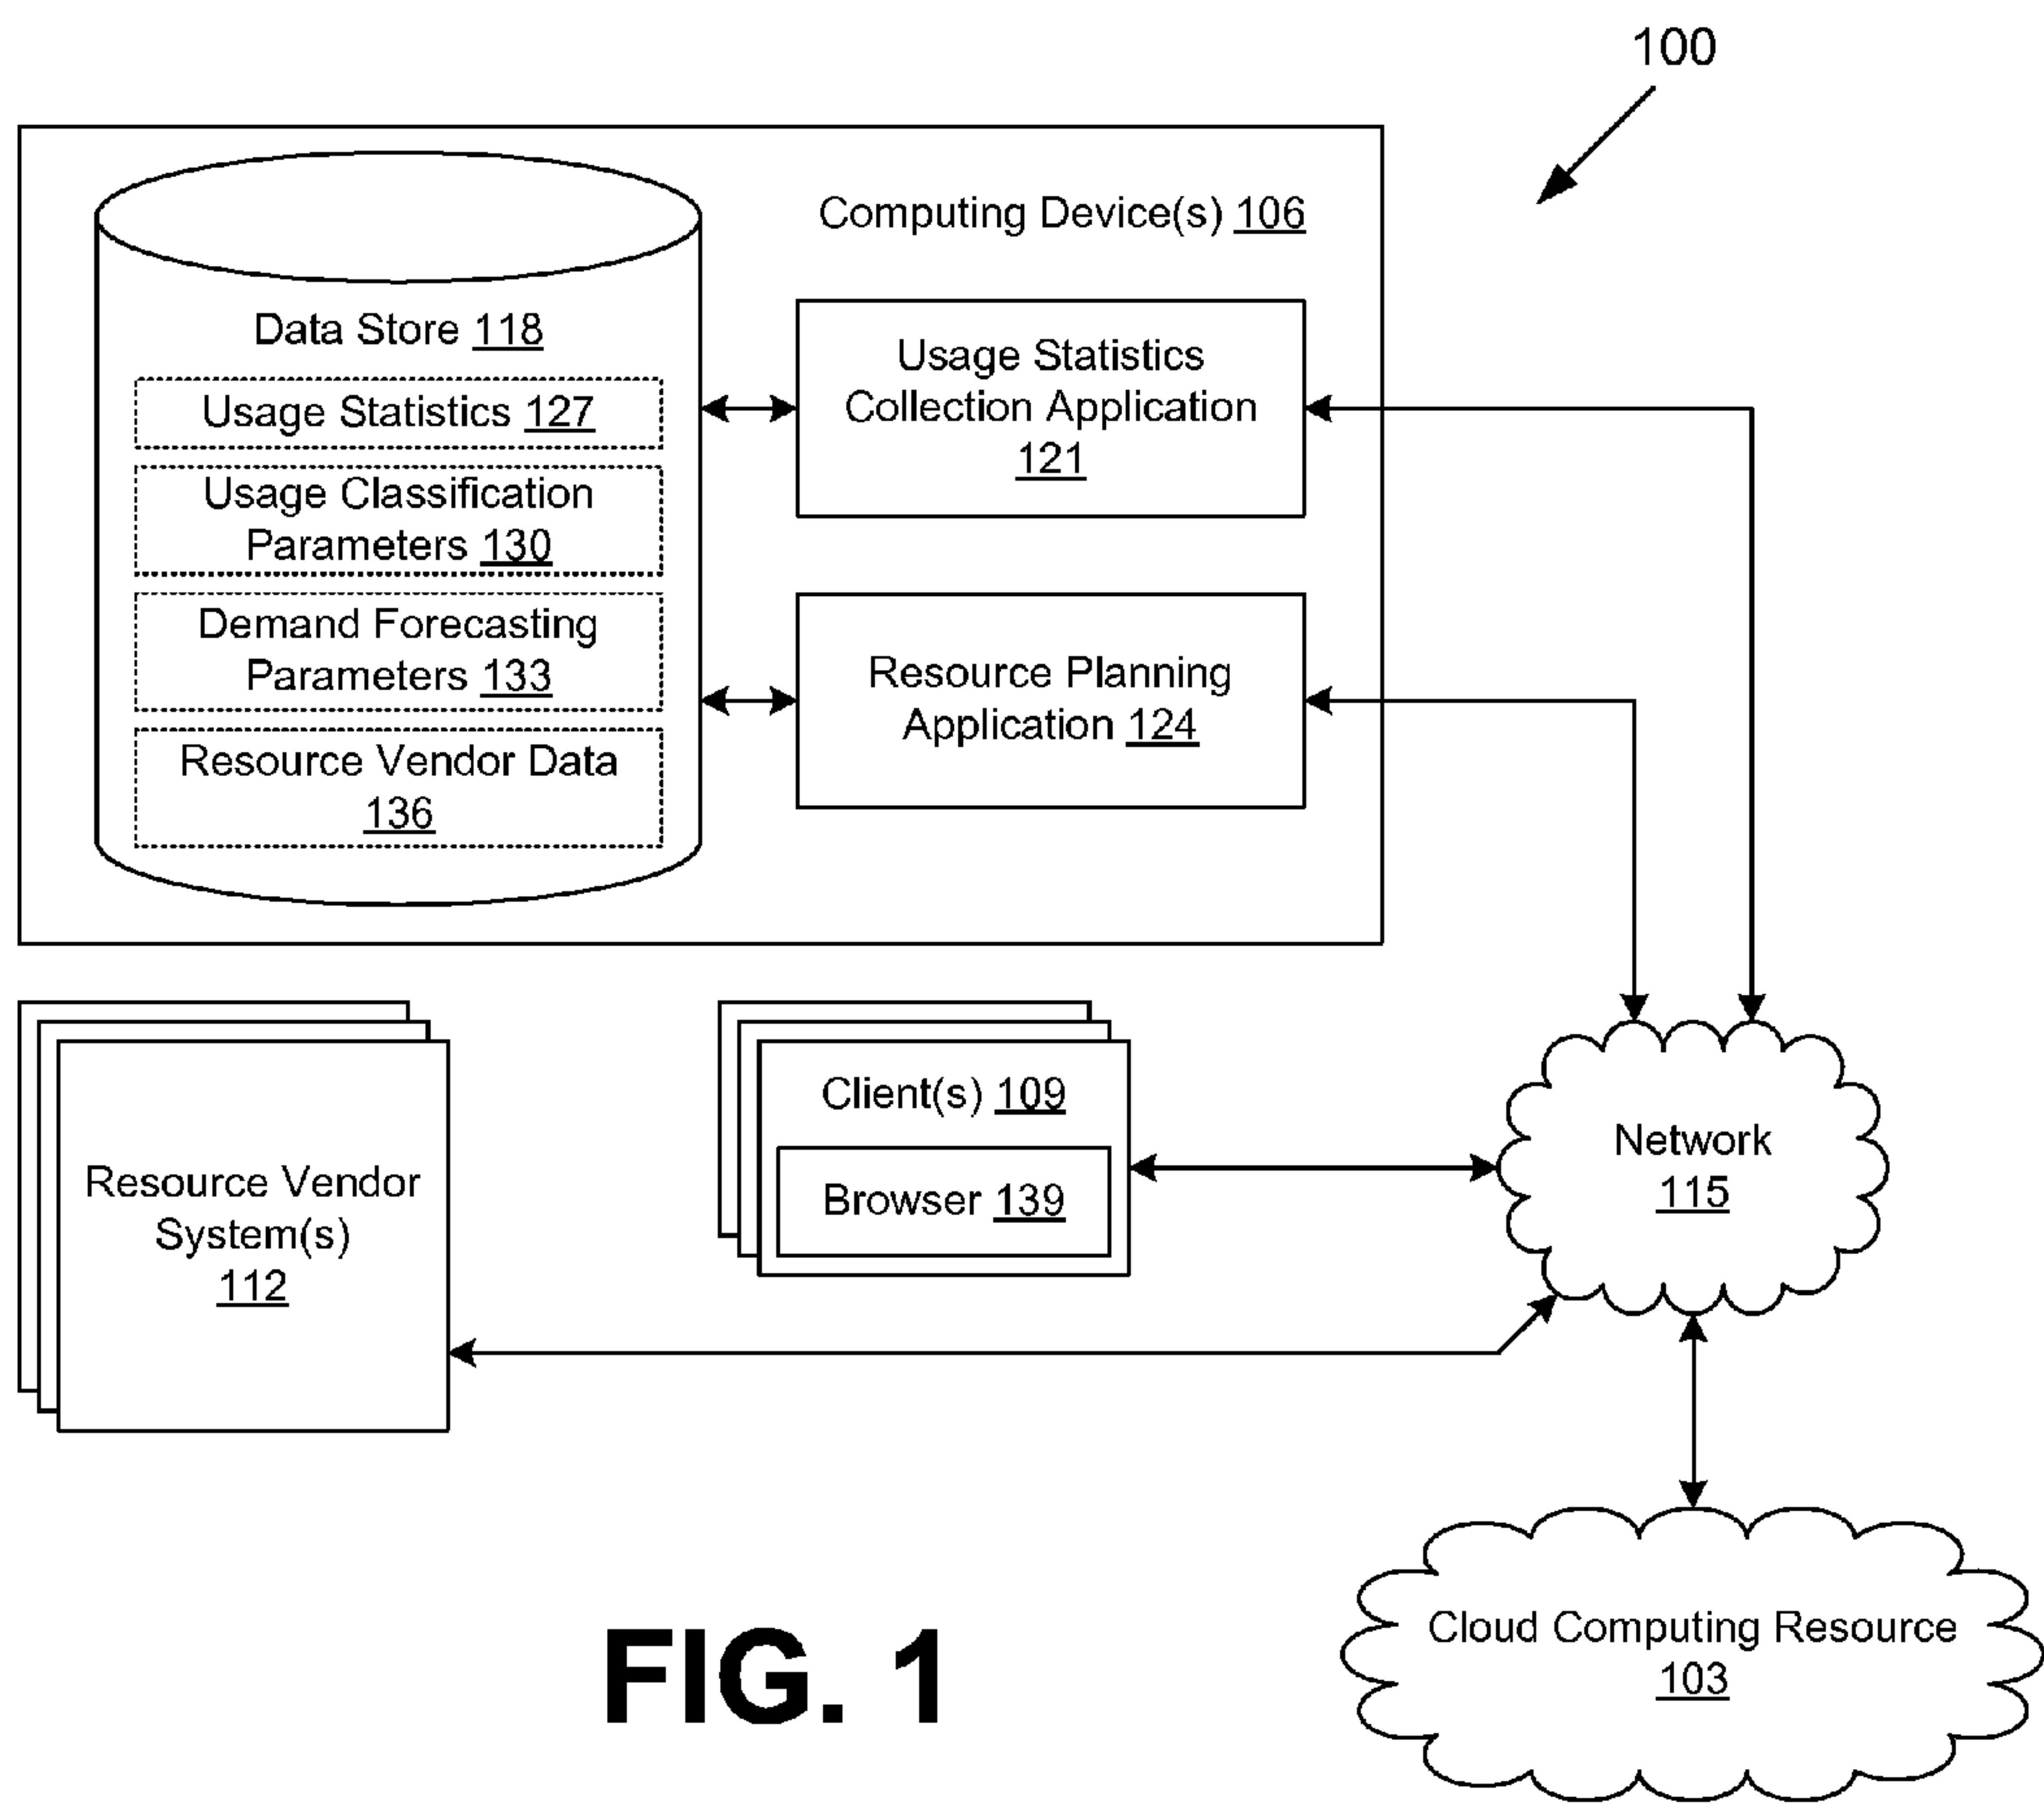 100
Computing Device(s) 106
Data Store 118
Usage Statistics 127
Usage Classification
Parameters 130
Demand Forecasting
Parameters 133
Resource Vendor Data
136
Usage Statistics
Collection Application
121
Resource Planning
Application 124
Resource Vendor
System(s)
112
Client(s) 109
Browser 139
Network
115
Cloud Computing Resource
103
FIG. 1